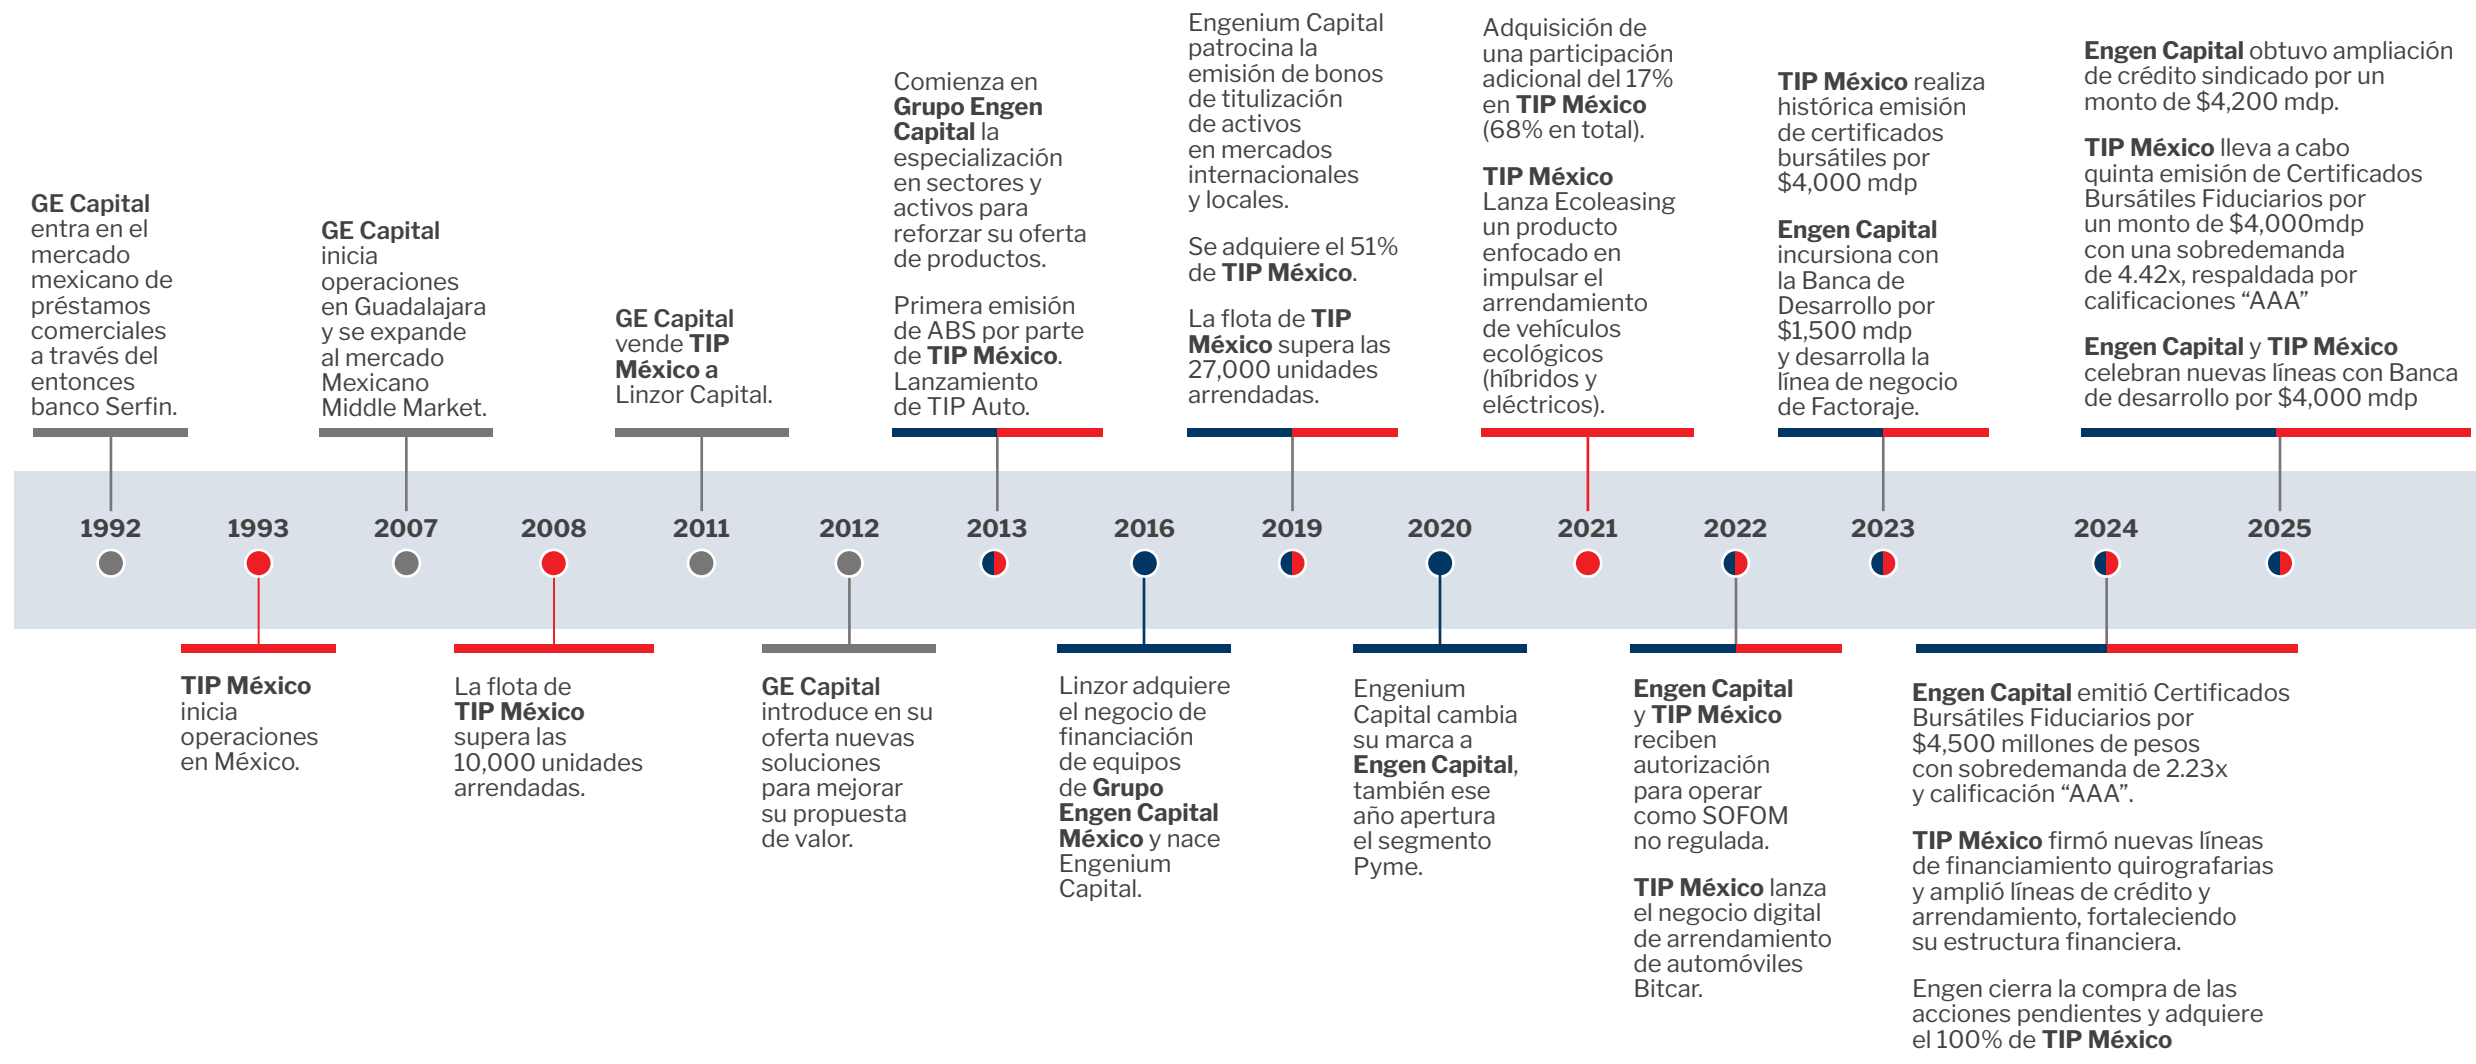 GE Capital
entra en el
mercado
mexicano de
préstamos
comerciales
a través del
entonces
banco Serfin.
GE Capital
inicia
operaciones
en Guadalajara
y se expande
al mercado
Mexicano
Middle Market.
GE Capital
vende TIP
México a
Linzor Capital.
Comienza en
Grupo Engen
Capital la
especialización
en sectores y
activos para
reforzar su oferta
de productos.
Primera emisión
de ABS por parte
de TIP México.
Lanzamiento
de TIP Auto.
Engenium Capital
patrocina la
emisión de bonos
de titulización
de activos
en mercados
internacionales
y locales.
Se adquiere el 51%
de TIP México.
La flota de TIP
México supera las
27,000 unidades
arrendadas.
Adquisición de
una participación
adicional del 17%
en TIP México
(68% en total).
TIP México
Lanza Ecoleasing
un producto
enfocado en
impulsar el
arrendamiento
de vehículos
ecológicos
(híbridos y
eléctricos).
TIP México realiza
histórica emisión
de certificados
bursátiles por
$4,000 mdp
Engen Capital
incursiona con
la Banca de
Desarrollo por
$1,500 mdp
y desarrolla la
línea de negocio
de Factoraje.
Engen Capital obtuvo ampliación
de crédito sindicado por un
monto de $4,200 mdp.
TIP México lleva a cabo
quinta emisión de Certificados
Bursátiles Fiduciarios por
un monto de $4,000mdp
con una sobredemanda
de 4.42x, respaldada por
calificaciones “AAA”
Engen Capital y TIP México
celebran nuevas líneas con Banca
de desarrollo por $4,000 mdp
1992
1993
2007
2008
2011
2012
2013
2016
2019
2020
2021
2022
2023
2024
2025
TIP México
inicia
operaciones
en México.
La flota de
TIP México
supera las
10,000 unidades
arrendadas.
GE Capital
introduce en su
oferta nuevas
soluciones
para mejorar
su propuesta
de valor.
Linzor adquiere
el negocio de
financiación
de equipos
de Grupo
Engen Capital
México y nace
Engenium
Capital.
Engenium
Capital cambia
su marca a
Engen Capital,
también ese
año apertura
el segmento
Pyme.
Engen Capital
y TIP México
reciben
autorización
para operar
como SOFOM
no regulada.
TIP México lanza
el negocio digital
de arrendamiento
de automóviles
Bitcar.
Engen Capital emitió Certificados
Bursátiles Fiduciarios por
$4,500 millones de pesos
con sobredemanda de 2.23x
y calificación “AAA”.
TIP México firmó nuevas líneas
de financiamiento quirografarias
y amplió líneas de crédito y
arrendamiento, fortaleciendo
su estructura financiera.
Engen cierra la compra de las
acciones pendientes y adquiere
el 100% de TIP México